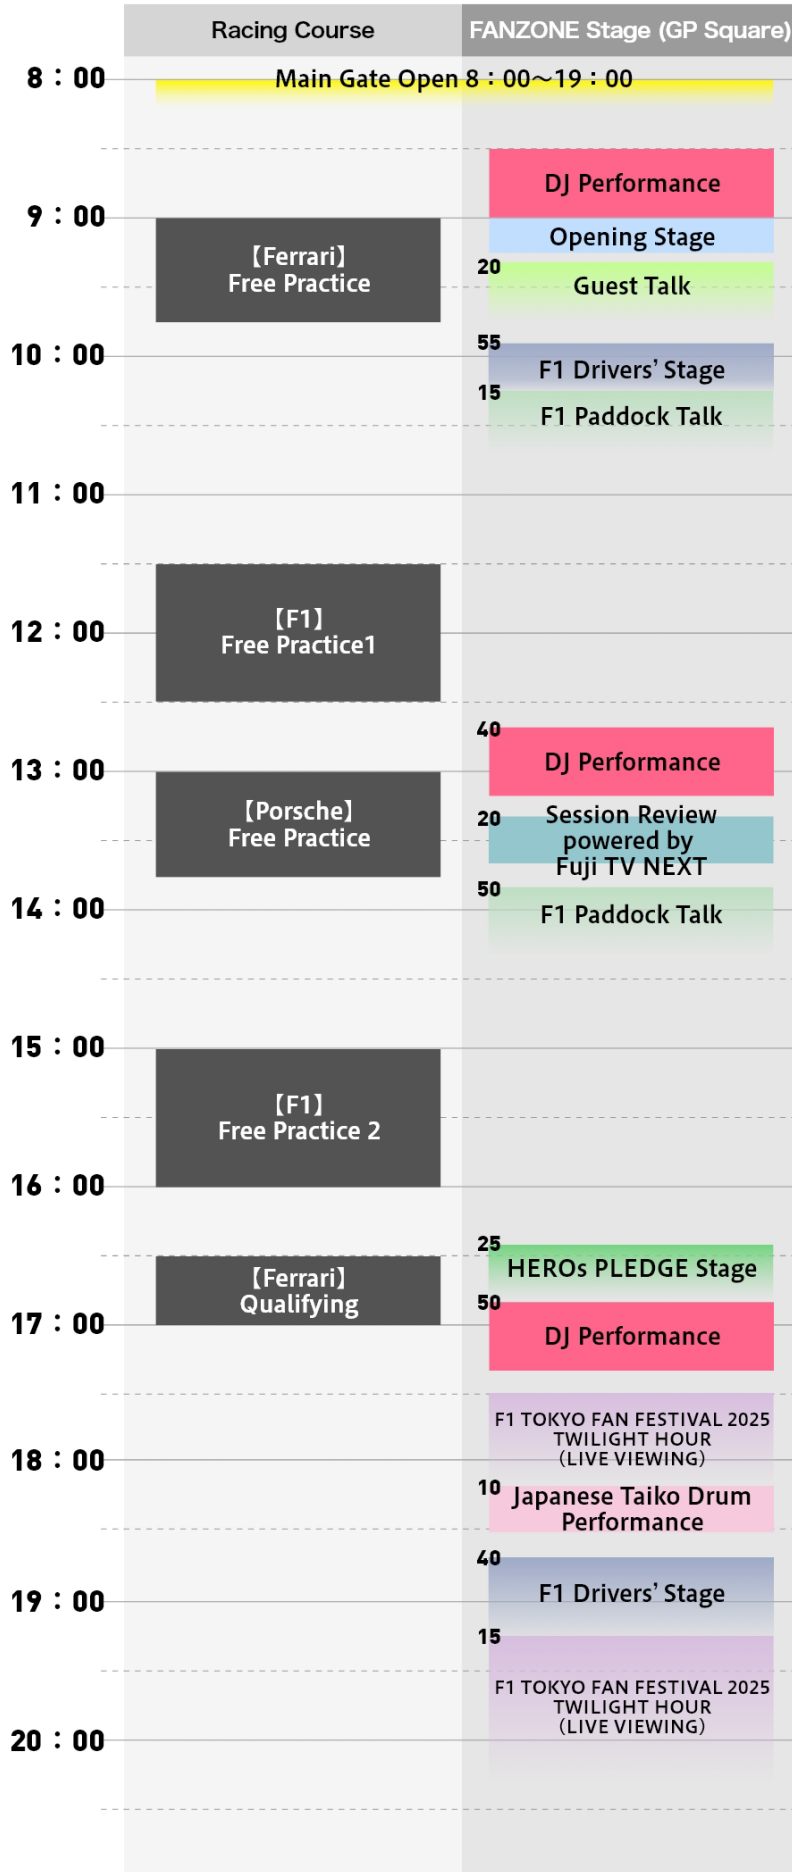 Racing Course
FANZONE Stage (GP Square)
8：00
Main Gate Open 8：00～19：00
DJ Performance
9：00
Opening Stage
【Ferrari】
Free Practice
20
Guest Talk
55
10：00
F1 Drivers’ Stage
15
F1 Paddock Talk
11：00
【F1】
Free Practice1
12：00
40
DJ Performance
13：00
【Porsche】
Free Practice
20
Session Review
powered by
Fuji TV NEXT
50
14：00
F1 Paddock Talk
15：00
【F1】
Free Practice 2
16：00
25
HEROs PLEDGE Stage
【Ferrari】
Qualifying
50
17：00
DJ Performance
F1 TOKYO FAN FESTIVAL 2025
TWILIGHT HOUR
（LIVE VIEWING）
18：00
10
Japanese Taiko Drum
Performance
40
F1 Drivers’ Stage
19：00
15
F1 TOKYO FAN FESTIVAL 2025
TWILIGHT HOUR
（LIVE VIEWING）
20：00